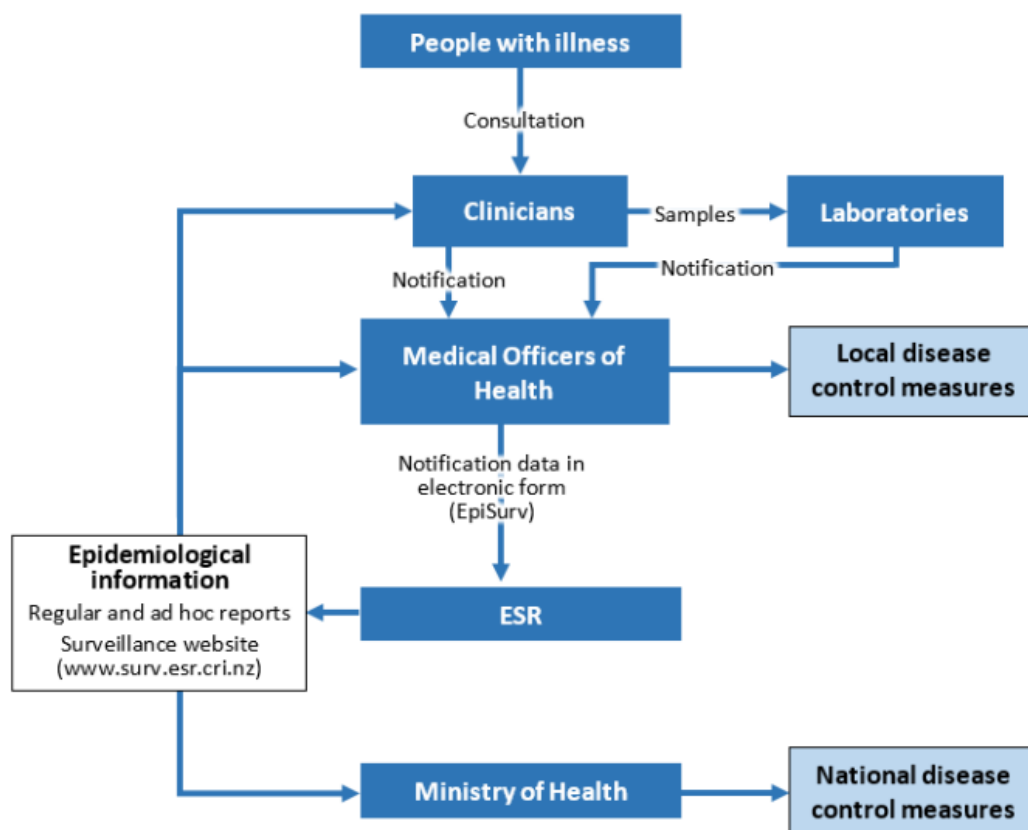 People with illness
Consultation
Clinicians
Samples
Laboratories
Notification
Notification
Medical Officers of
Health
Local disease
control measures
Notification data in
electronic form
(EpiSurv)
Epidemiological
information
Regular and ad hoc reports
Surveillance website
(www.surv.esr.cri.nz)
ESR
Ministry of Health
National disease
control measures